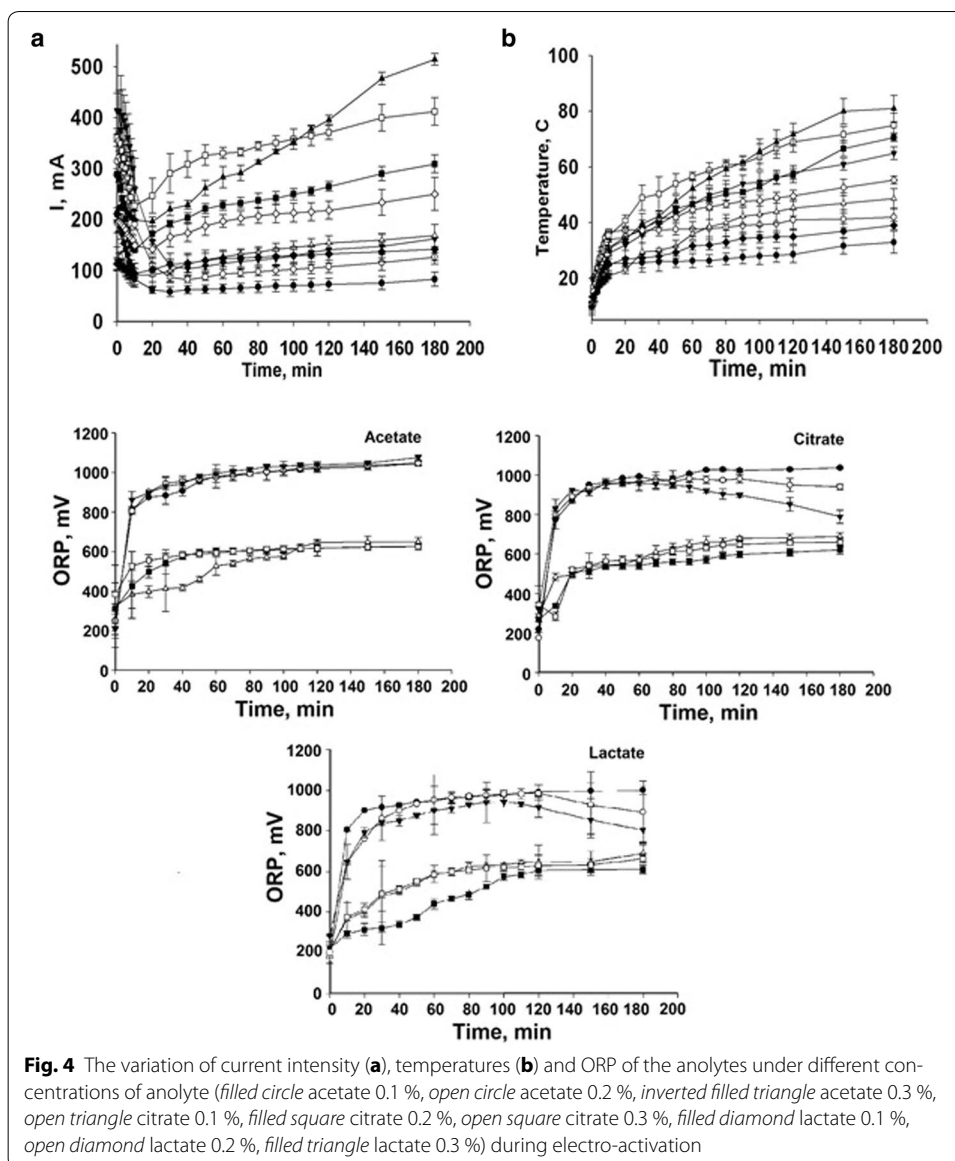 a
b
500
400
300
200
100
0
I, mA
0 20 40 60 80 100 120 140 160 180 200
Time, min
100
80
60
40
20
Temperature, C
0 20 40 60 80 100 120 140 160 180 200
Time, min
Acetate
1200
1000
800
600
400
200
0
ORP, mV
0 20 40 60 80 100 120 140 160 180 200
Time, min
Citrate
1200
1000
800
600
400
200
0
ORP, mV
0 20 40 60 80 100 120 140 160 180 200
Time, min
Lactate
1200
1000
800
600
400
200
0
ORP, mV
0 20 40 60 80 100 120 140 160 180 200
Time, min
Fig. 4 The variation of current intensity (a), temperatures (b) and ORP of the anolytes under different con-
centrations of anolyte (filled circle acetate 0.1 %, open circle acetate 0.2 %, inverted filled triangle acetate 0.3 %,
open triangle citrate 0.1 %, filled square citrate 0.2 %, open square citrate 0.3 %, filled diamond lactate 0.1 %,
open diamond lactate 0.2 %, filled triangle lactate 0.3 %) during electro-activation